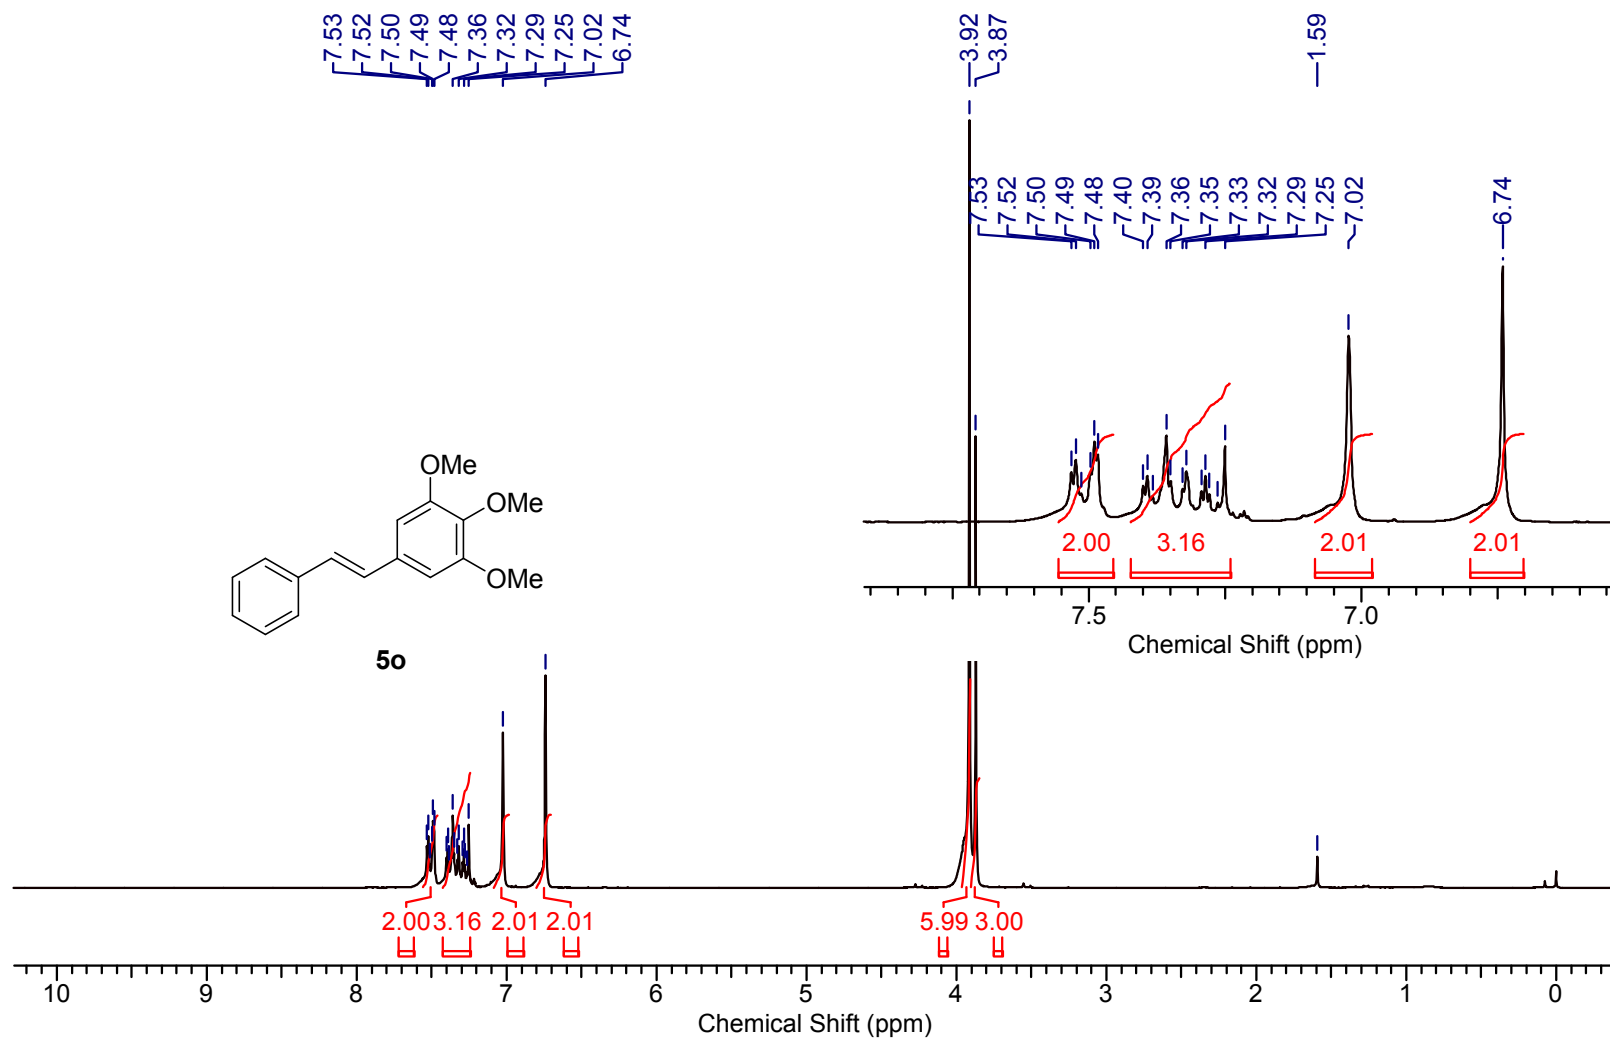 7.53 7.52 7.50 7.49 7.48 7.36 7.32 7.29 7.25 7.02 6.74 3.92 3.87 1.59
7.53 7.52 7.50 7.49 7.48 7.40 7.39 7.36 7.35 7.33 7.32 7.29 7.25 7.02 6.74
2.00 3.16 2.01 2.01
7.5 7.0
Chemical Shift (ppm)
OMe
OMe
OMe
5o
2.00 3.16 2.01 2.01 5.99 3.00
10 9 8 7 6 5 4 3 2 1 0
Chemical Shift (ppm)